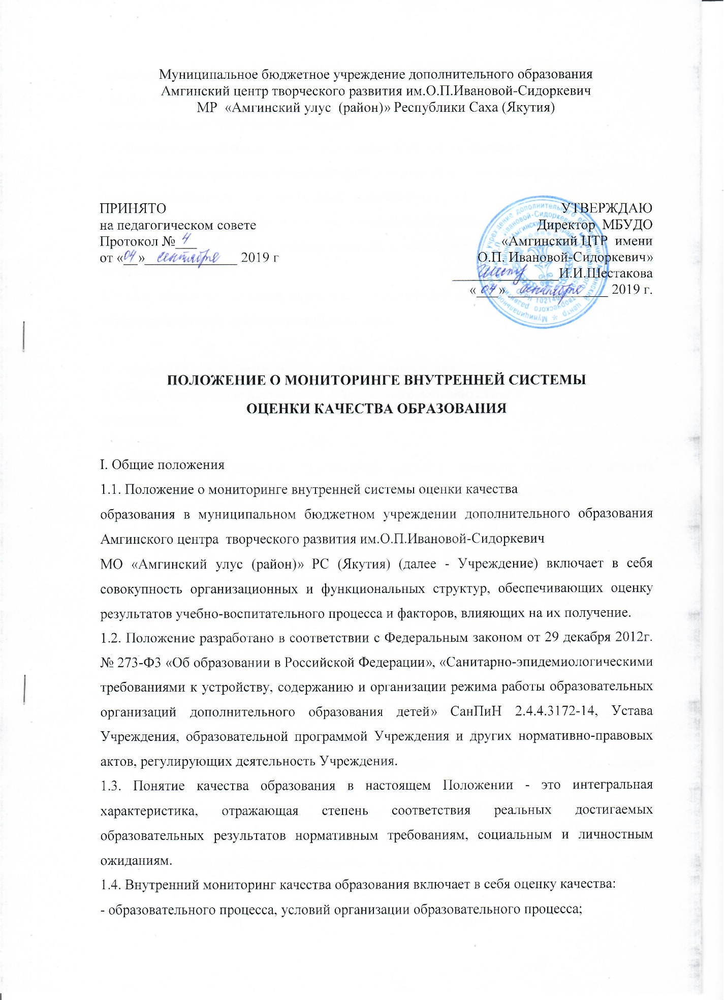 Муниципальное бюджетное учреждение дополнительного образования
Амгинский центр творческого развития им.О.П.Ивановой-Сидоркевич
МР «Амгинский улус (район)» Республики Саха (Якутия)
ПРИНЯТО
на педагогическом совете
Протокол № 4
от «04» сентября 2019 г
УТВЕРЖДАЮ
Директор МБУДО
«Амгинский ЦТР имени
О.П. Ивановой-Сидоркевич»
И.И.Шестакова
«04» сентября 2019 г.
ПОЛОЖЕНИЕ О МОНИТОРИНГЕ ВНУТРЕННЕЙ СИСТЕМЫ
ОЦЕНКИ КАЧЕСТВА ОБРАЗОВАНИЯ
I. Общие положения
1.1. Положение о мониторинге внутренней системы оценки качества
образования в муниципальном бюджетном учреждении дополнительного образования
Амгинского центра творческого развития им.О.П.Ивановой-Сидоркевич
МО «Амгинский улус (район)» РС (Якутия) (далее - Учреждение) включает в себя
совокупность организационных и функциональных структур, обеспечивающих оценку
результатов учебно-воспитательного процесса и факторов, влияющих на их получение.
1.2. Положение разработано в соответствии с Федеральным законом от 29 декабря 2012г.
№ 273-ФЗ «Об образовании в Российской Федерации», «Санитарно-эпидемиологическими
требованиями к устройству, содержанию и организации режима работы образовательных
организаций дополнительного образования детей» СанПиН 2.4.4.3172-14, Устава
Учреждения, образовательной программой Учреждения и других нормативно-правовых
актов, регулирующих деятельность Учреждения.
1.3. Понятие качества образования в настоящем Положении - это интегральная
характеристика, отражающая степень соответствия реальных достигаемых
образовательных результатов нормативным требованиям, социальным и личностным
ожиданиям.
1.4. Внутренний мониторинг качества образования включает в себя оценку качества:
- образовательного процесса, условий организации образовательного процесса;